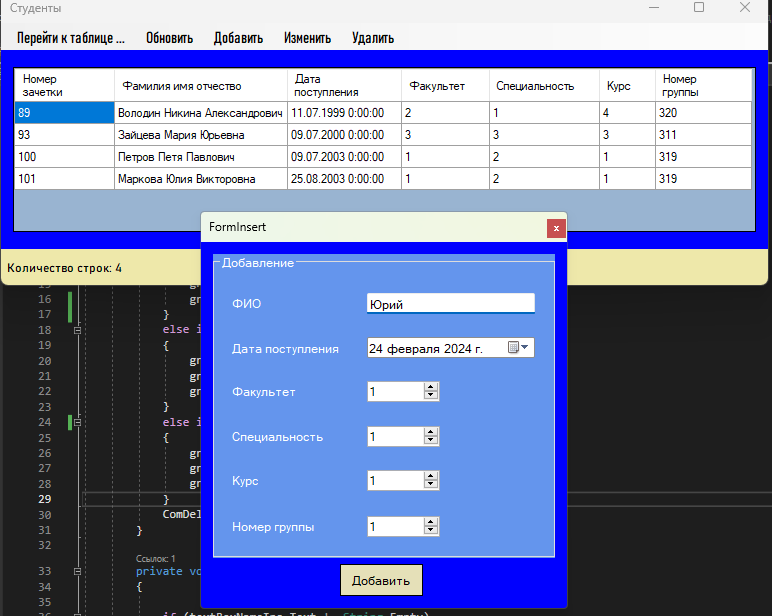 Студенты
Перейти к таблице ... Обновить Добавить Изменить Удалить
Номер зачетки Фамилия имя отчество Дата поступления Факультет Специальность Курс Номер группы
89 Володин Никина Александрович 11.07.1999 0:00:00 2 1 4 320
93 Зайцева Мария Юрьевна 09.07.2000 0:00:00 3 3 3 311
100 Петров Петя Павлович 09.07.2003 0:00:00 1 2 1 319
101 Маркова Юлия Викторовна 25.08.2003 0:00:00 1 2 1 319
Количество строк: 4
FormInsert
Добавление
ФИО Юрий
Дата поступления 24 февраля 2024 г.
Факультет 1
Специальность 1
Курс 1
Номер группы 1
Добавить
16 gr
17 }
18 else i
19 {
20 gr
21 gr
22 gr
23 }
24 else i
25 {
26 gr
27 gr
28 gr
29 }
30 ComDel
31 }
32
Ссылок: 1
33 private vo
34 {
35